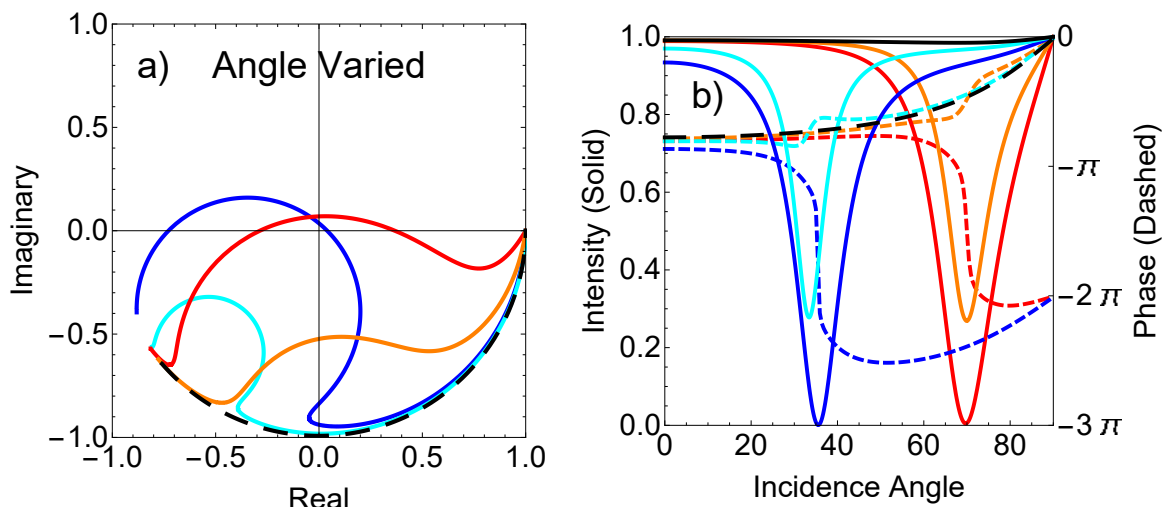 a) Angle Varied
1.0
0.5
0.0
−0.5
−1.0
Imaginary
−1.0 −0.5 0.0 0.5 1.0
Real
b)
1.0
0.8
0.6
0.4
0.2
0.0
Intensity (Solid)
0
−π
−2 π
−3 π
Phase (Dashed)
0 20 40 60 80
Incidence Angle